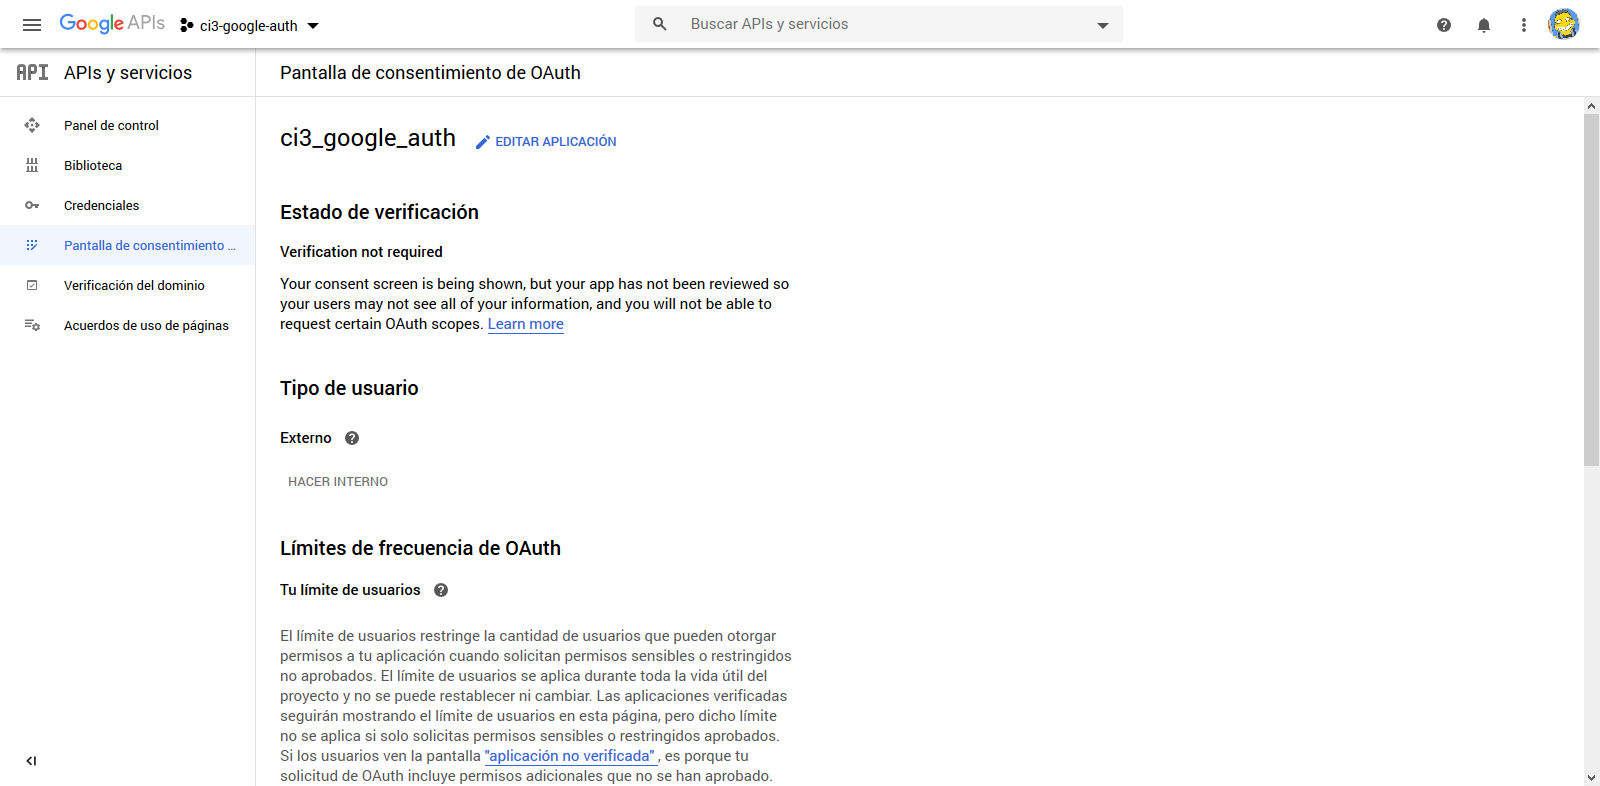 Google APIs
ci3-google-auth
Buscar APIs y servicios
API
APIs y servicios
Pantalla de consentimiento de OAuth
Panel de control
Biblioteca
Credenciales
Pantalla de consentimiento ...
Verificación del dominio
Acuerdos de uso de páginas
ci3_google_auth
EDITAR APLICACIÓN
Estado de verificación
Verification not required
Your consent screen is being shown, but your app has not been reviewed so
your users may not see all of your information, and you will not be able to
request certain OAuth scopes. Learn more
Tipo de usuario
Externo
HACER INTERNO
Límites de frecuencia de OAuth
Tu límite de usuarios
El límite de usuarios restringe la cantidad de usuarios que pueden otorgar
permisos a tu aplicación cuando solicitan permisos sensibles o restringidos
no aprobados. El límite de usuarios se aplica durante toda la vida útil del
proyecto y no se puede restablecer ni cambiar. Las aplicaciones verificadas
seguirán mostrando el límite de usuarios en esta página, pero dicho límite
no se aplica si solo solicitas permisos sensibles o restringidos aprobados.
Si los usuarios ven la pantalla "aplicación no verificada" , es porque tu
solicitud de OAuth incluye permisos adicionales que no se han aprobado.